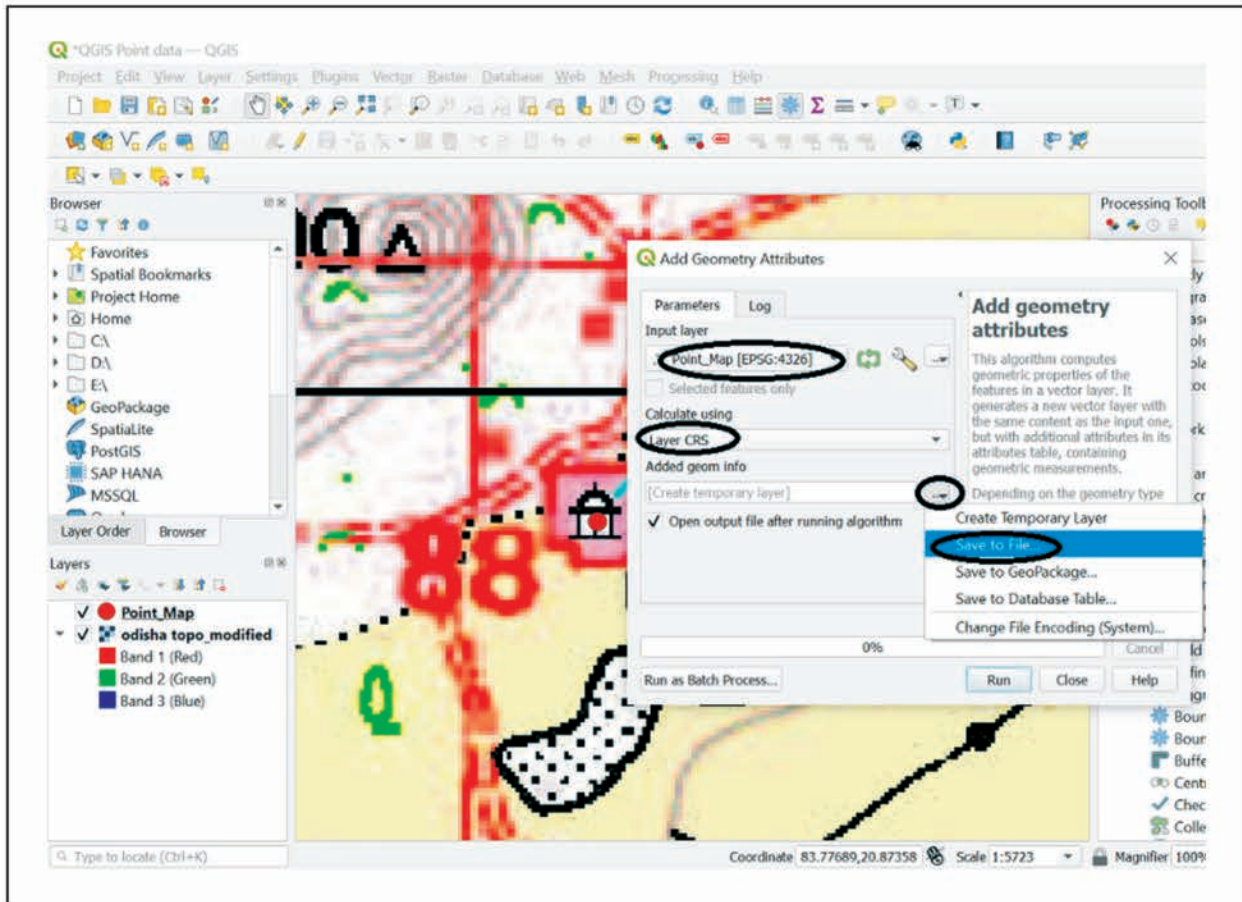 *QGIS Point data — QGIS
Project Edit View Layer Settings Plugins Vector Raster Database Web Mesh Processing Help
Browser
Favorites
Spatial Bookmarks
Project Home
Home
C:\
D:\
E:\
GeoPackage
SpatiaLite
PostGIS
SAP HANA
MSSQL
Layer Order Browser
Layers
Point_Map
odisha topo_modified
Band 1 (Red)
Band 2 (Green)
Band 3 (Blue)
88
Processing Toolb
Add Geometry Attributes
Parameters Log
Input layer
Point_Map [EPSG:4326]
Selected features only
Calculate using
Layer CRS
Added geom info
[Create temporary layer]
Open output file after running algorithm
Add geometry
attributes
This algorithm computes
geometric properties of the
features in a vector layer. It
generates a new vector layer with
the same content as the input one,
but with additional attributes in its
attributes table, containing
geometric measurements.
Depending on the geometry type
Create Temporary Layer
Save to File...
Save to GeoPackage...
Save to Database Table...
Change File Encoding (System)...
0%
Cancel
Run as Batch Process...
Run Close Help
Boun
Boun
Buffe
Centr
Chec
Colle
Type to locate (Ctrl+K)
Coordinate 83.77689,20.87358 Scale 1:5723 Magnifier 100%